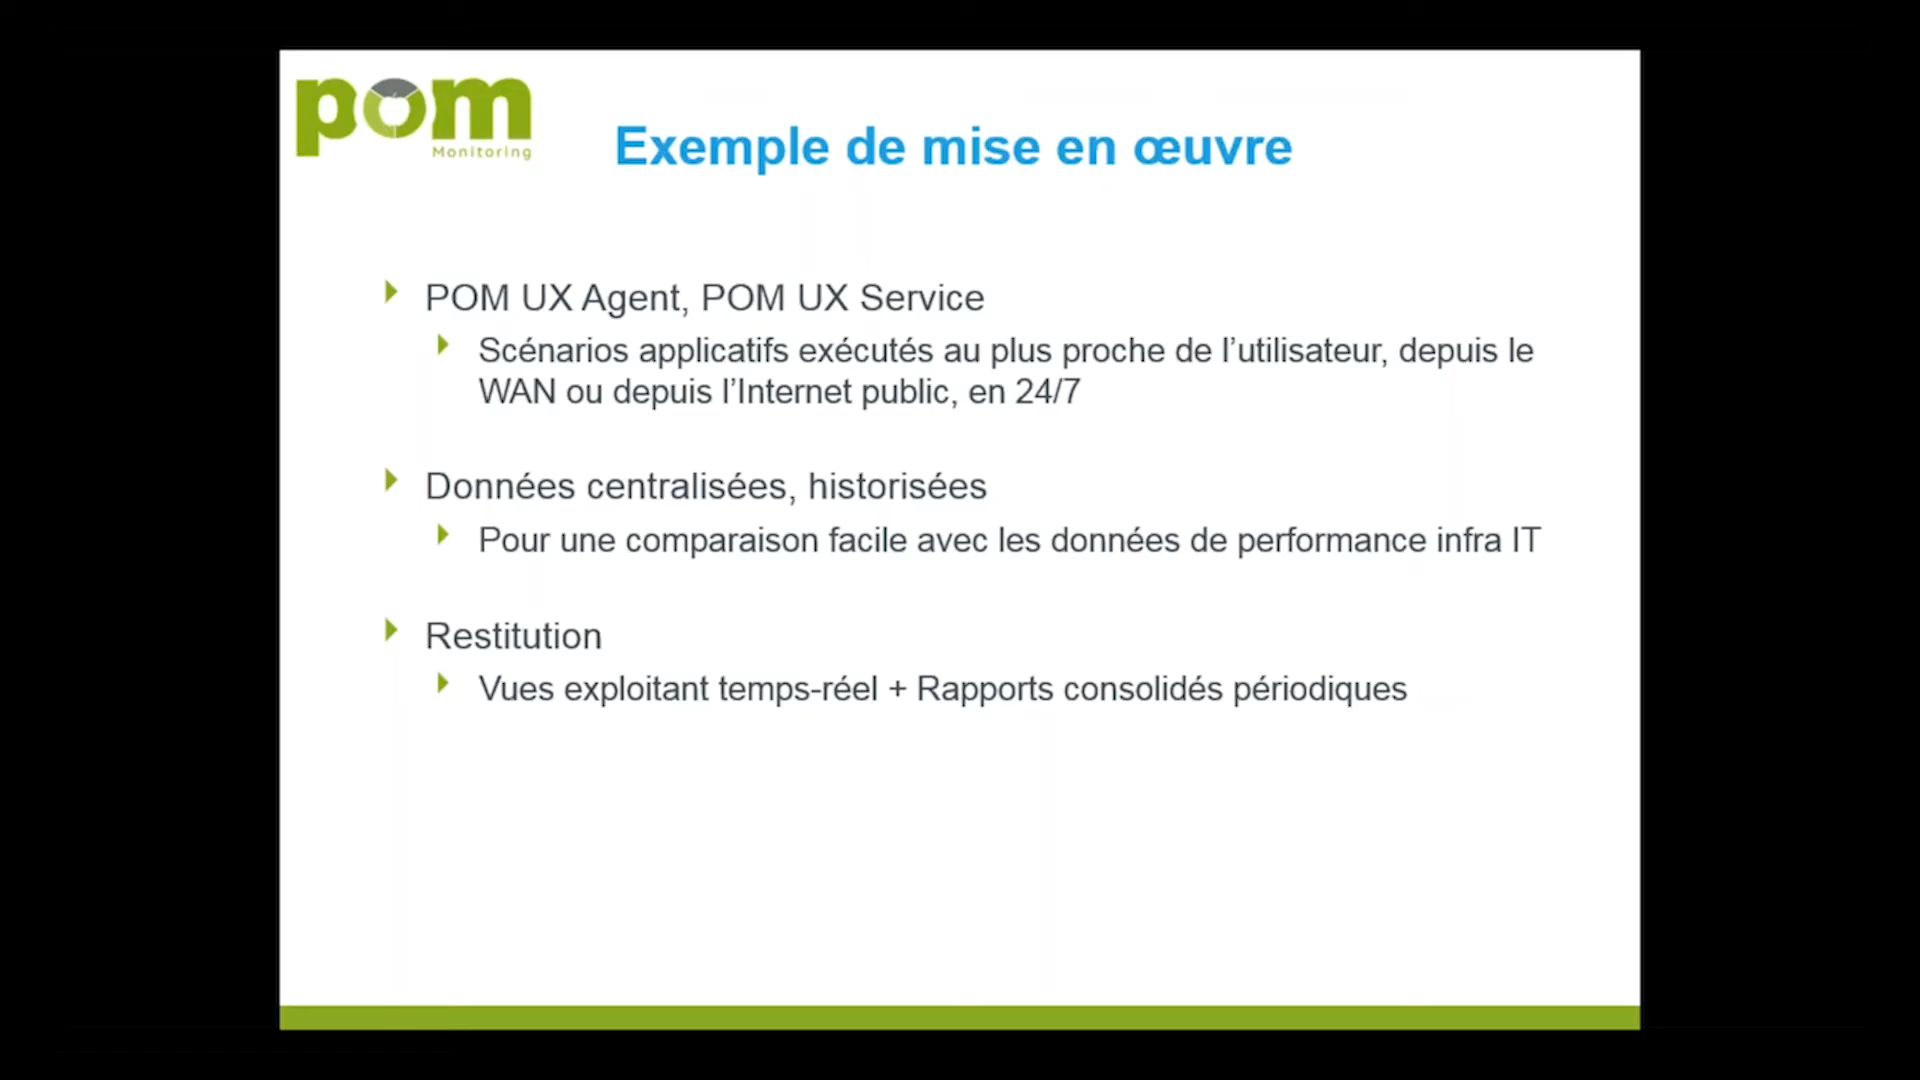 pom
Monitoring
Exemple de mise en œuvre
POM UX Agent, POM UX Service
Scénarios applicatifs exécutés au plus proche de l’utilisateur, depuis le
WAN ou depuis l’Internet public, en 24/7
Données centralisées, historisées
Pour une comparaison facile avec les données de performance infra IT
Restitution
Vues exploitant temps-réel + Rapports consolidés périodiques